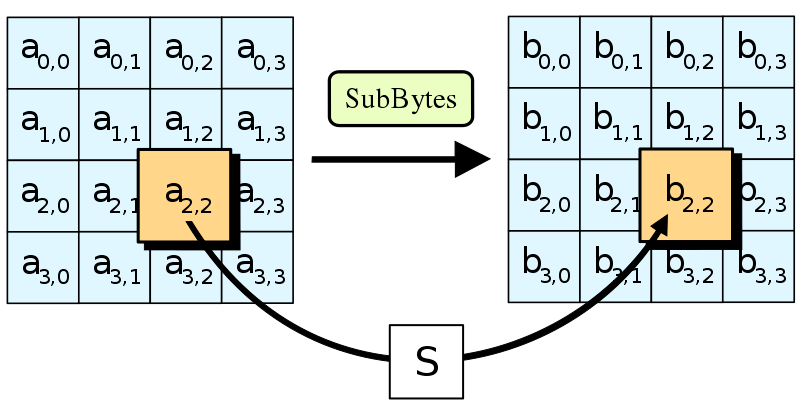 a0,0 a0,1 a0,2 a0,3
a1,0 a1,1 a1,2 a1,3
a2,0 a2,1 a2,2 a2,3
a3,0 a3,1 a3,2 a3,3
SubBytes
b0,0 b0,1 b0,2 b0,3
b1,0 b1,1 b1,2 b1,3
b2,0 b2,1 b2,2 b2,3
b3,0 b3,1 b3,2 b3,3
S